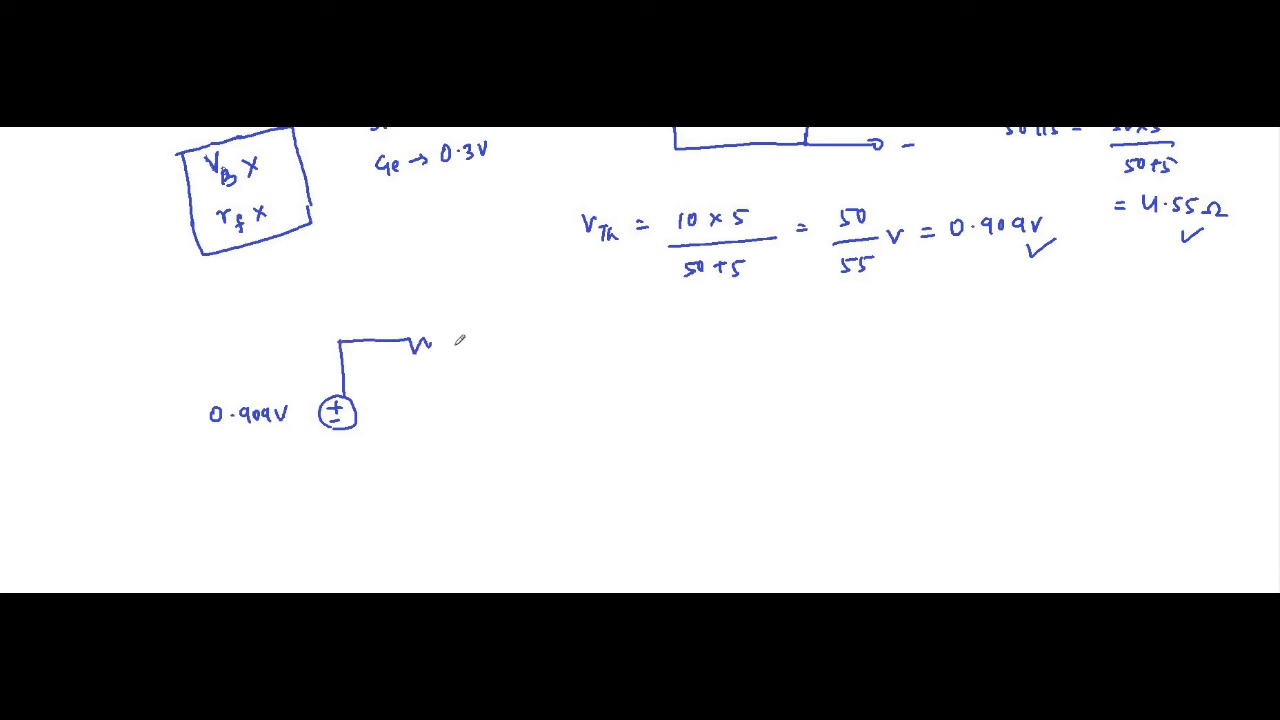 V_B ×
r_f ×
Ge → 0.3V
50+5
= 4.55Ω ✓
V_Th = 10 × 5 / 50+5 = 50/55 V = 0.909V ✓
0.909V
+
-
-